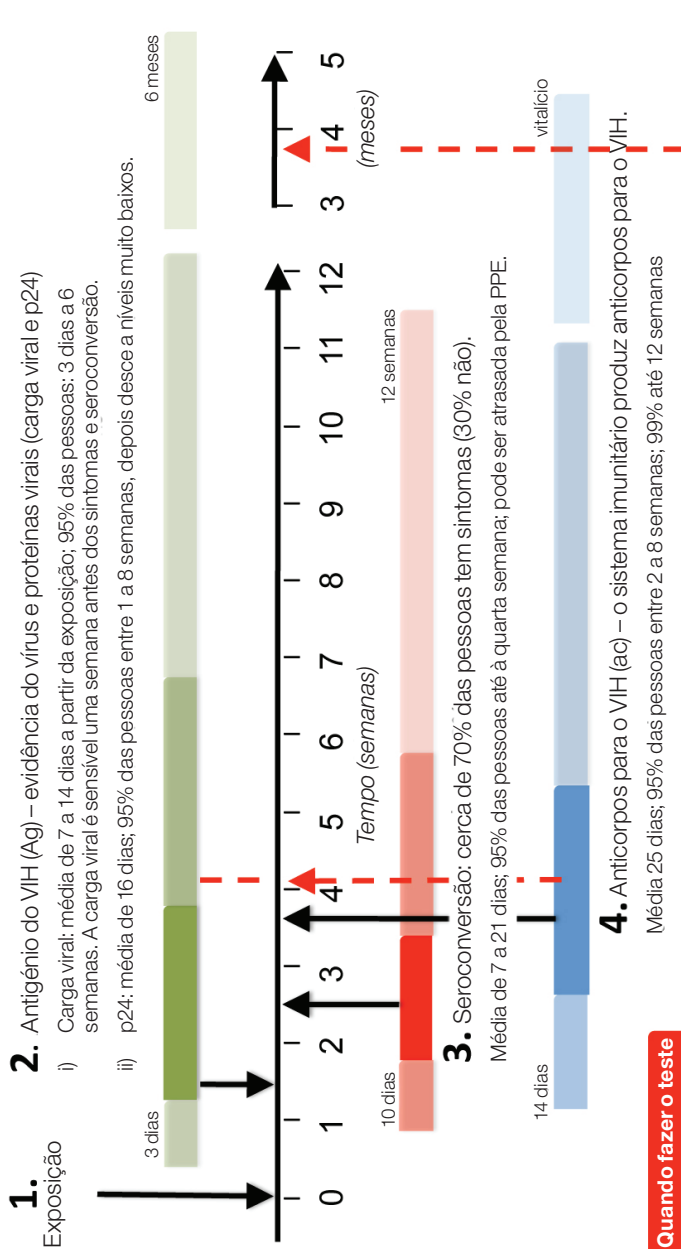 1.
Exposição
2. Antigénio do VIH (Ag) – evidência do vírus e proteínas virais (carga viral e p24)
i) Carga viral: média de 7 a 14 dias a partir da exposição; 95% das pessoas: 3 dias a 6
semanas. A carga viral é sensível uma semana antes dos sintomas e seroconversão.
ii) p24: média de 16 dias; 95% das pessoas entre 1 a 8 semanas, depois desce a níveis muito baixos.
3 dias
6 meses
0 1 2 3 4 5 6 7 8 9 10 11 12 3 4 5
Tempo (semanas)
(meses)
10 dias
12 semanas
3. Seroconversão: cerca de 70% das pessoas tem sintomas (30% não).
Média de 7 a 21 dias; 95% das pessoas até à quarta semana; pode ser atrasada pela PPE.
14 dias
vitalício
4. Anticorpos para o VIH (ac) – o sistema imunitário produz anticorpos para o VIH.
Média 25 dias; 95% das pessoas entre 2 a 8 semanas; 99% até 12 semanas
Quando fazer o teste